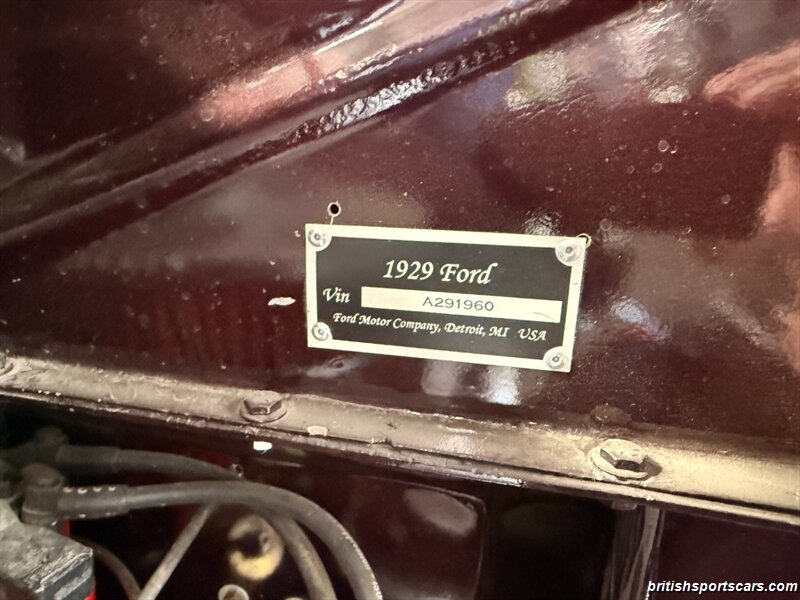 1929 Ford
Vin A291960
Ford Motor Company, Detroit, MI USA
britishsportscars.com